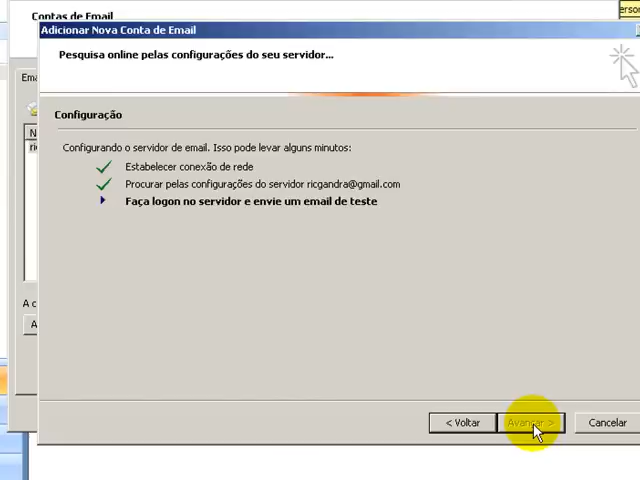 Contas de Email
Adicionar Nova Conta de Email
Pesquisa online pelas configurações do seu servidor...
Ema
Configuração
N
Configurando o servidor de email. Isso pode levar alguns minutos:
ric
Estabelecer conexão de rede
Procurar pelas configurações do servidor ricgandra@gmail.com
Faça logon no servidor e envie um email de teste
A c
A
< Voltar
Avançar >
Cancelar